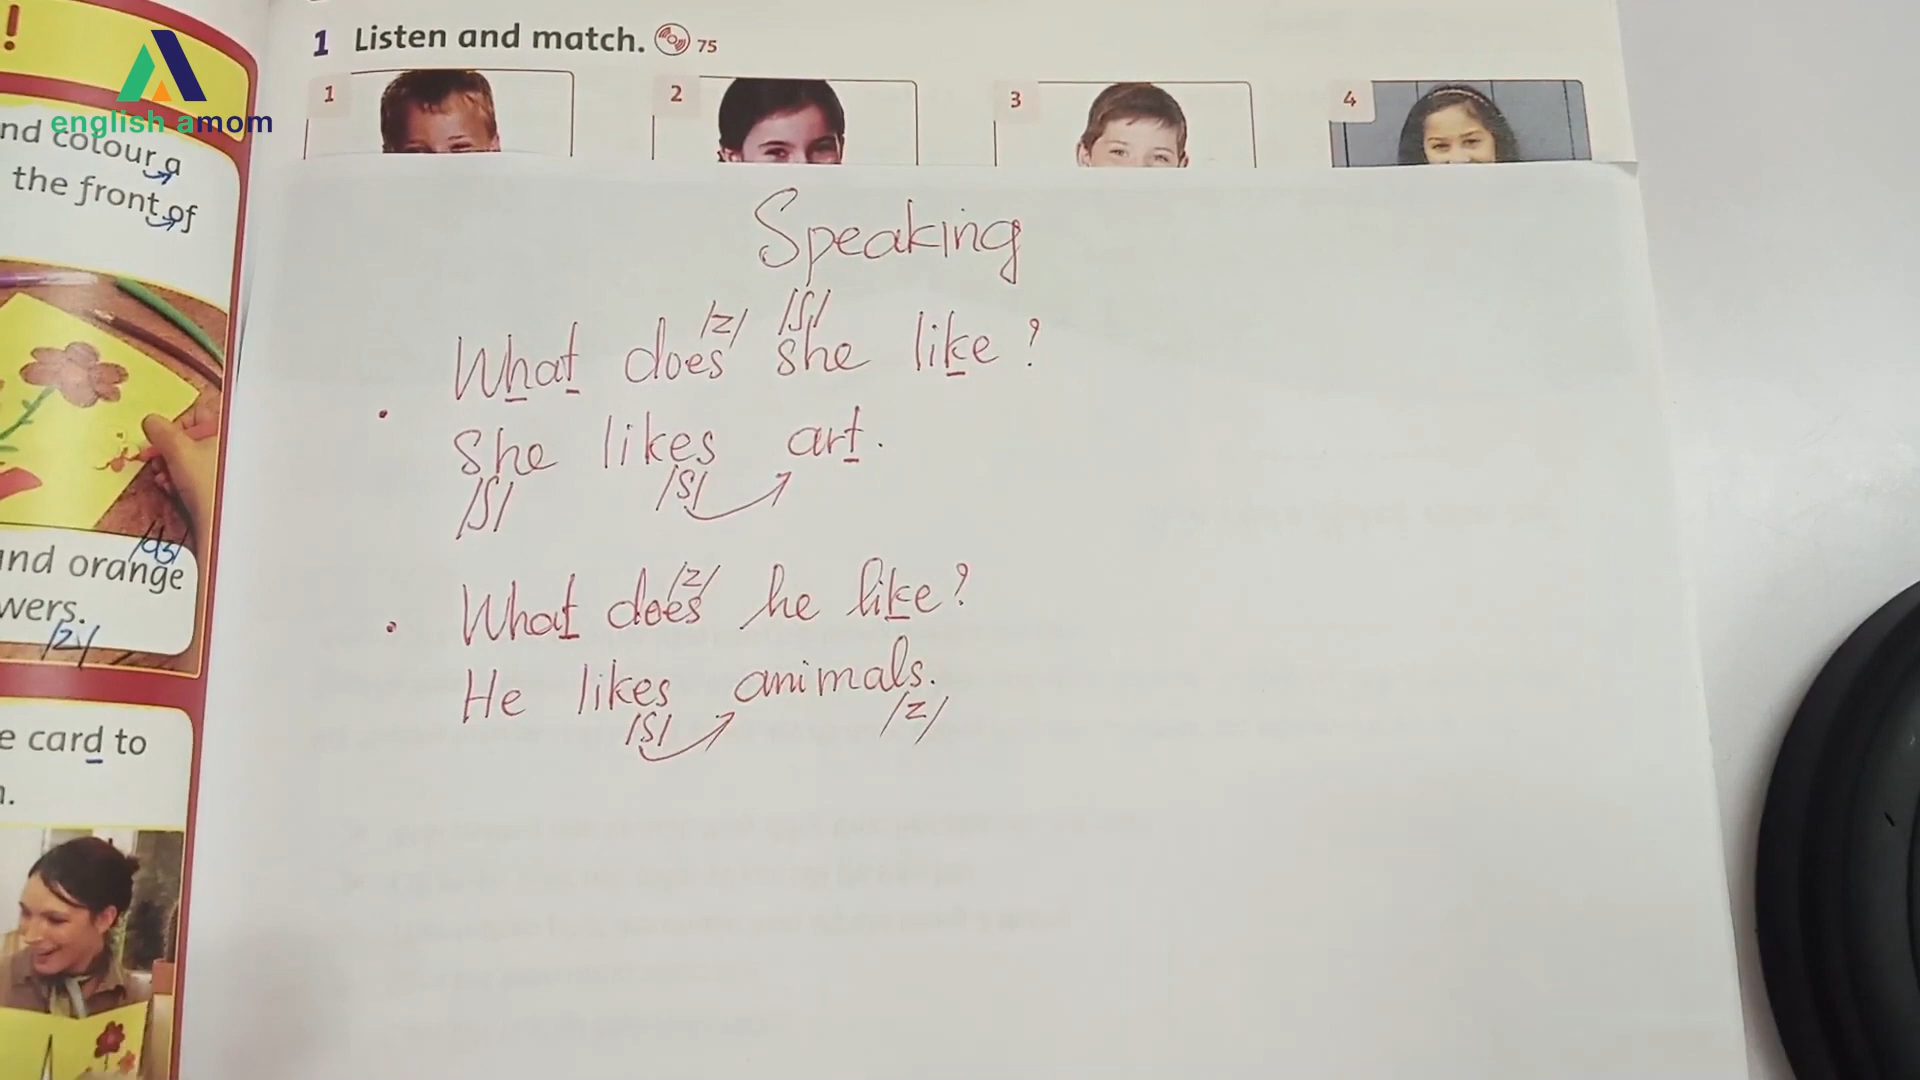 !
english amom
nd colour a
the front of
/dʒ/
and orange
wers.
/z/
e card to
n.
1 Listen and match. 75
1
2
3
4
Speaking
/z/ /ʃ/
What does she like?
She likes art.
/ʃ/ /s/
/z/
What does he like?
He likes animals.
/s/ /z/